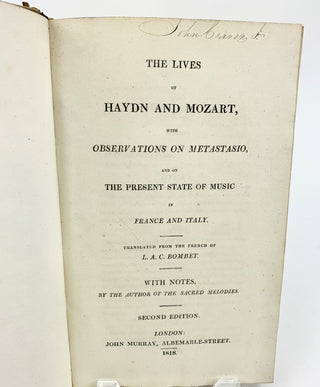 THE LIVES
OF
HAYDN AND MOZART,
WITH
OBSERVATIONS ON METASTASIO,
AND ON
THE PRESENT STATE OF MUSIC
IN
FRANCE AND ITALY.
TRANSLATED FROM THE FRENCH OF
L. A. C. BOMBET.
WITH NOTES,
BY THE AUTHOR OF THE SACRED MELODIES.
SECOND EDITION.
LONDON:
JOHN MURRAY, ALBEMARLE-STREET.
1818.